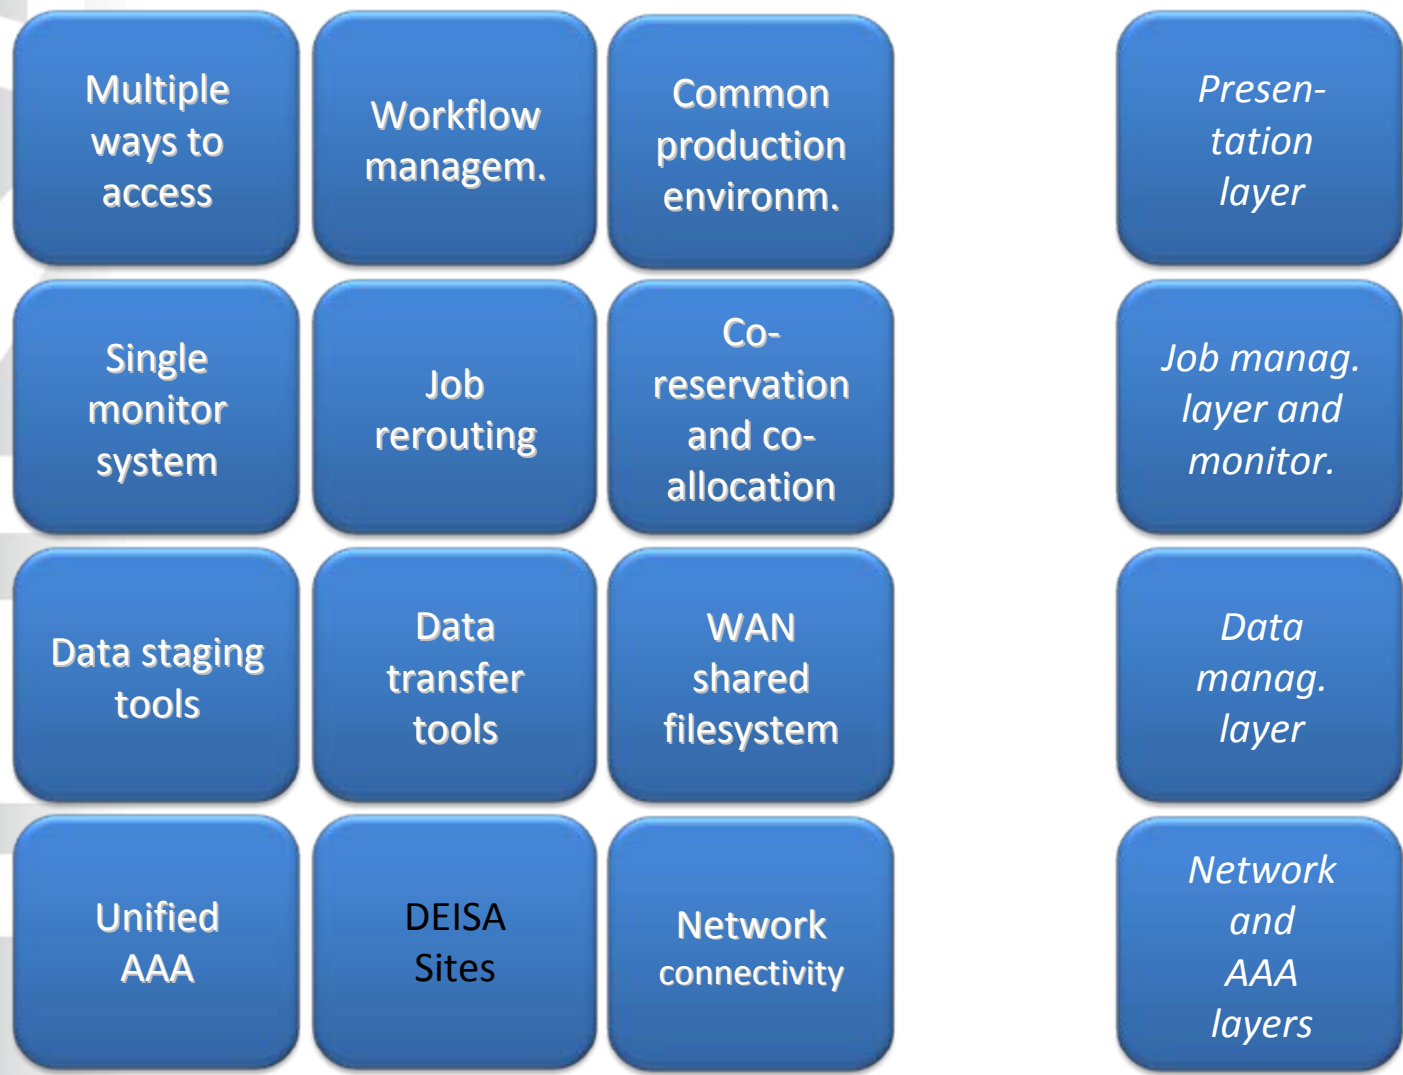 Multiple
ways to
access
Workflow
managem.
Common
production
environm.
Presen-
tation
layer
Single
monitor
system
Job
rerouting
Co-
reservation
and co-
allocation
Job manag.
layer and
monitor.
Data staging
tools
Data
transfer
tools
WAN
shared
filesystem
Data
manag.
layer
Unified
AAA
DEISA
Sites
Network
connectivity
Network
and
AAA
layers